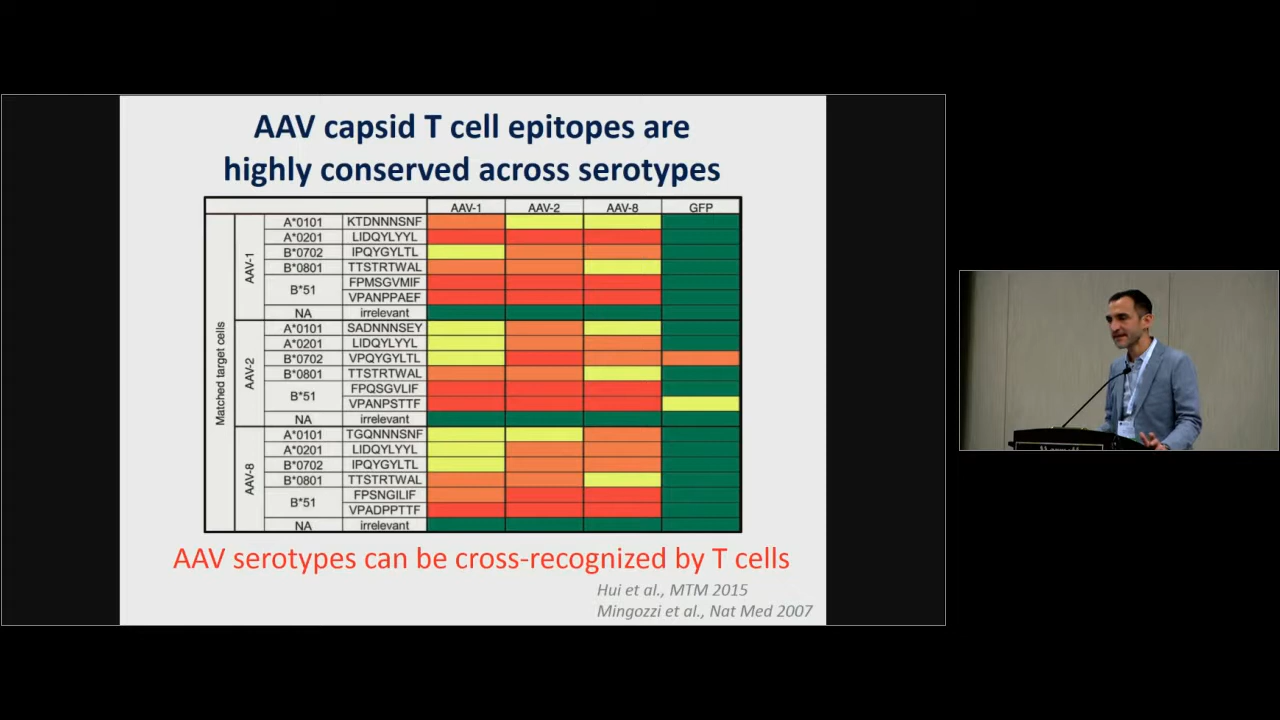 AAV capsid T cell epitopes are
highly conserved across serotypes
AAV-1 AAV-2 AAV-8 GFP
Matched target cells
AAV-1
A*0101 KTDNNNSNF
A*0201 LIDQYLYYL
B*0702 IPQYGYLTL
B*0801 TTSTRTWAL
B*51 FPMSGVMIF
VPANPPAEF
NA irrelevant
AAV-2
A*0101 SADNNNSEY
A*0201 LIDQYLYYL
B*0702 VPQYGYLTL
B*0801 TTSTRTWAL
B*51 FPQSGVLIF
VPANPSTTF
NA irrelevant
AAV-8
A*0101 TGQNNNSNF
A*0201 LIDQYLYYL
B*0702 IPQYGYLTL
B*0801 TTSTRTWAL
B*51 FPSNGILIF
VPADPPTTF
NA irrelevant
AAV serotypes can be cross-recognized by T cells
Hui et al., MTM 2015
Mingozzi et al., Nat Med 2007